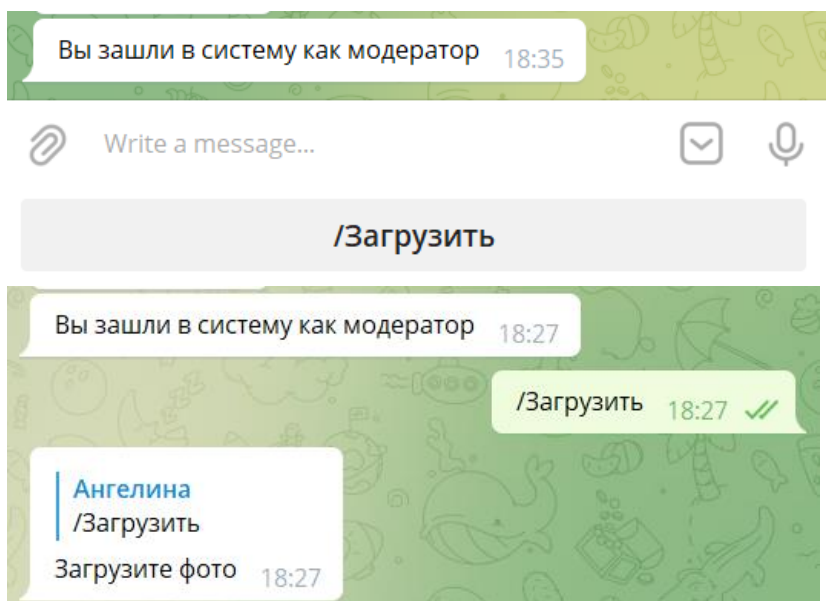 Вы зашли в систему как модератор 18:35
Write a message...
/Загрузить
Вы зашли в систему как модератор 18:27
/Загрузить 18:27
Ангелина
/Загрузить
Загрузите фото 18:27